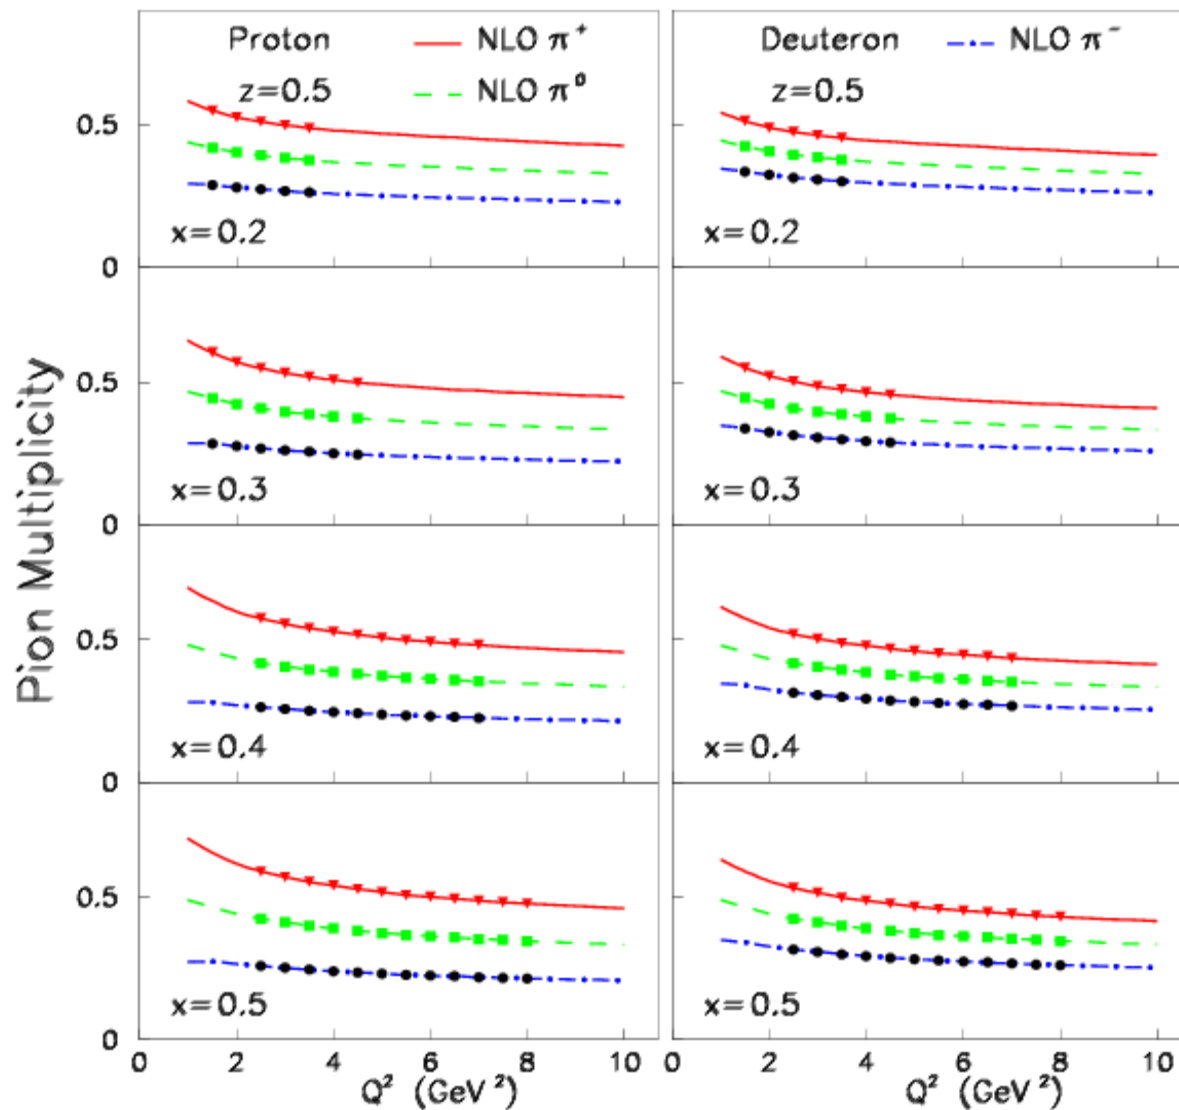 Proton NLO π⁺ Deuteron NLO π⁻
z=0.5 NLO π⁰ z=0.5
0.5
x=0.2 x=0.2
0
0.5
x=0.3 x=0.3
0
Pion Multiplicity
0.5
x=0.4 x=0.4
0
0.5
x=0.5 x=0.5
0
0 2 4 6 8 10 0 2 4 6 8 10
Q² (GeV²) Q² (GeV²)